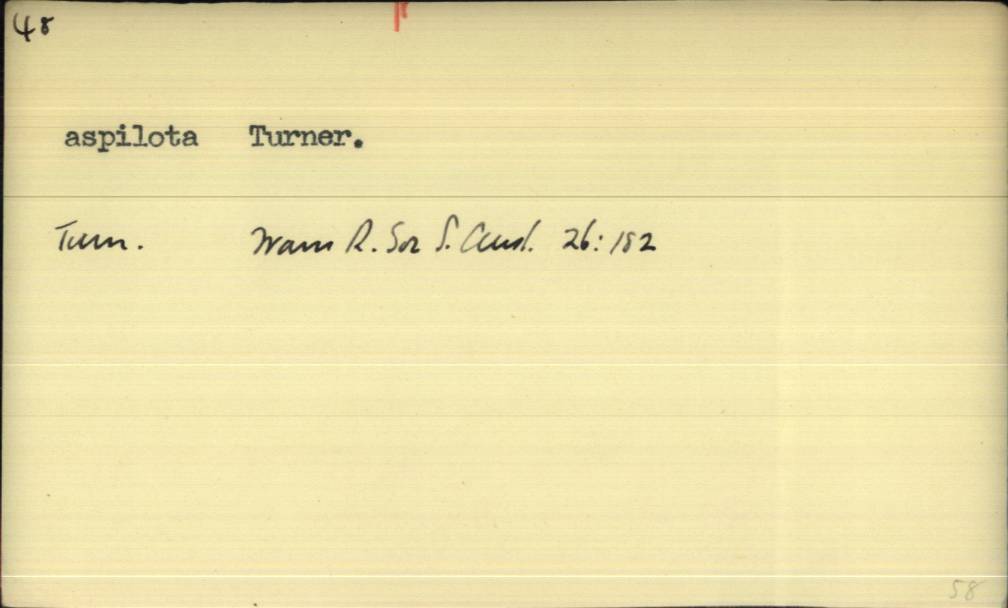 48
aspilota Turner.
Turn. Trans R. Soc S. Aust. 26: 182
58